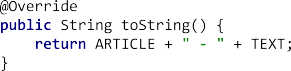 @Override
public String toString() {
    return ARTICLE + " - " + TEXT;
}